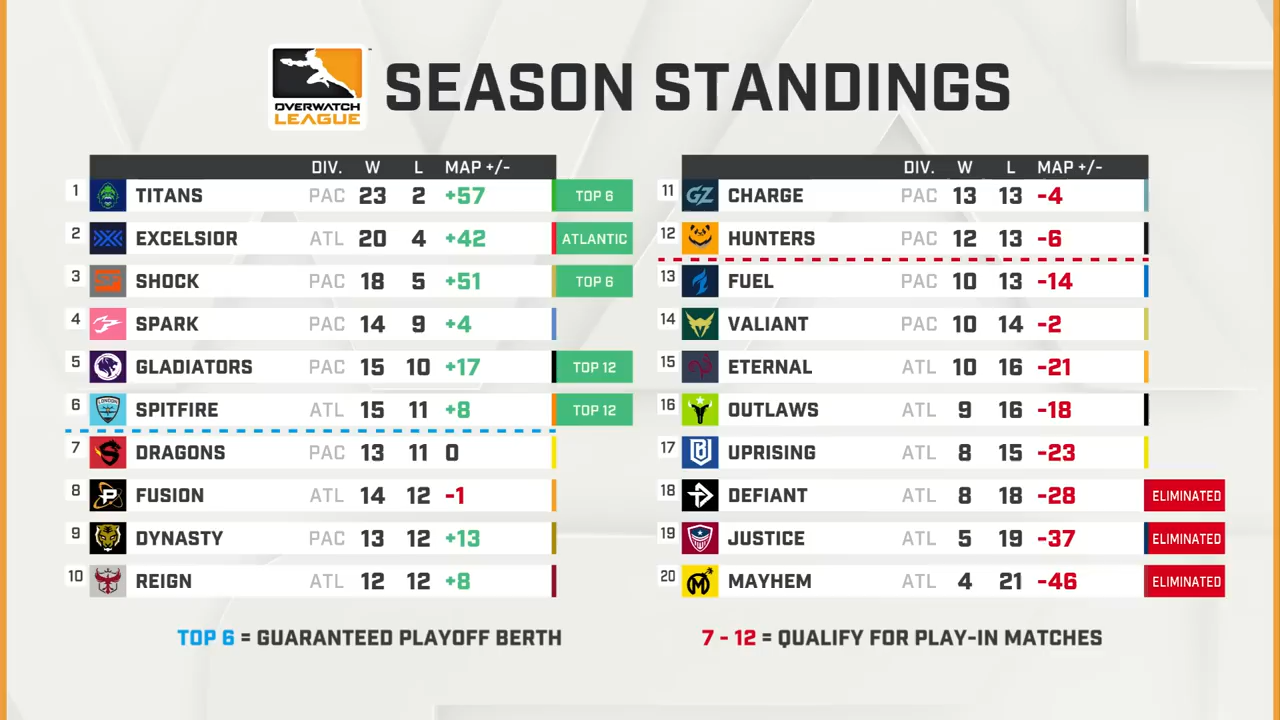 OVERWATCH
LEAGUE
SEASON STANDINGS
DIV. W L MAP +/-
1 TITANS PAC 23 2 +57 TOP 6
2 EXCELSIOR ATL 20 4 +42 ATLANTIC
3 SHOCK PAC 18 5 +51 TOP 6
4 SPARK PAC 14 9 +4
5 GLADIATORS PAC 15 10 +17 TOP 12
6 LONDON SPITFIRE ATL 15 11 +8 TOP 12
7 DRAGONS PAC 13 11 0
8 FUSION ATL 14 12 -1
9 DYNASTY PAC 13 12 +13
10 REIGN ATL 12 12 +8
DIV. W L MAP +/-
11 GZ CHARGE PAC 13 13 -4
12 HUNTERS PAC 12 13 -6
13 FUEL PAC 10 13 -14
14 VALIANT PAC 10 14 -2
15 ETERNAL ATL 10 16 -21
16 OUTLAWS ATL 9 16 -18
17 UPRISING ATL 8 15 -23
18 DEFIANT ATL 8 18 -28 ELIMINATED
19 JUSTICE ATL 5 19 -37 ELIMINATED
20 MAYHEM ATL 4 21 -46 ELIMINATED
TOP 6 = GUARANTEED PLAYOFF BERTH
7 - 12 = QUALIFY FOR PLAY-IN MATCHES